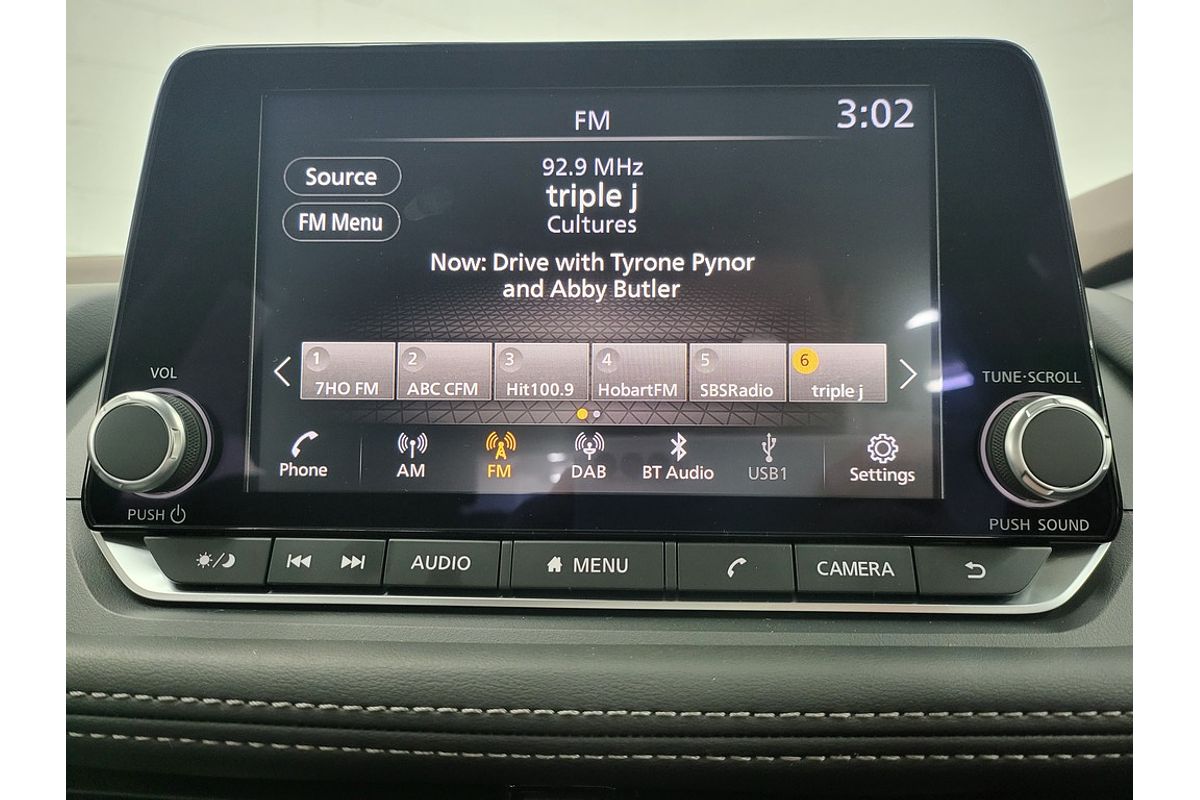 FM
3:02
Source
92.9 MHz
triple j
FM Menu
Cultures
Now: Drive with Tyrone Pynor
and Abby Butler
VOL
TUNE·SCROLL
1 2 3 4 5 6
7HO FM ABC CFM Hit100.9 HobartFM SBSRadio triple j
Phone AM FM DAB BT Audio USB1 Settings
PUSH
PUSH SOUND
AUDIO MENU CAMERA